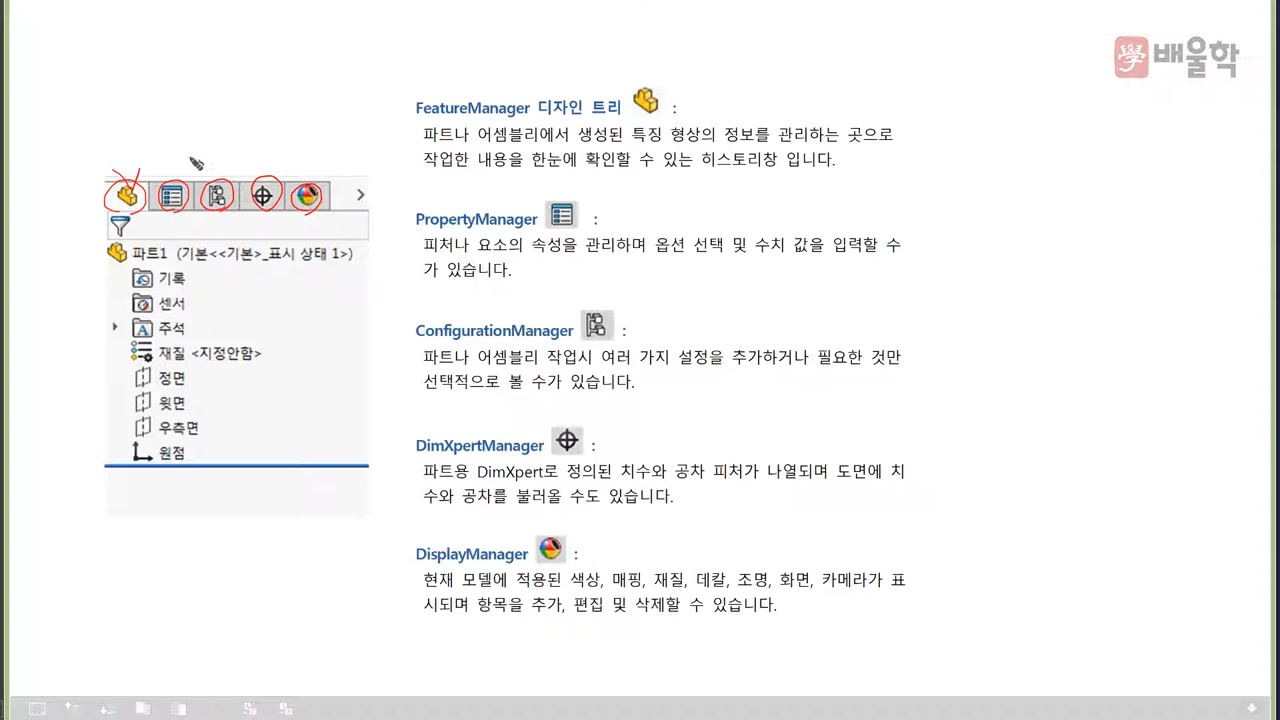 學 배울학
FeatureManager 디자인 트리 :
파트나 어셈블리에서 생성된 특징 형상의 정보를 관리하는 곳으로
작업한 내용을 한눈에 확인할 수 있는 히스토리창 입니다.
파트1 (기본<<기본>_표시 상태 1>)
기록
센서
주석
재질 <지정안함>
정면
윗면
우측면
원점
PropertyManager :
피처나 요소의 속성을 관리하며 옵션 선택 및 수치 값을 입력할 수
가 있습니다.
ConfigurationManager :
파트나 어셈블리 작업시 여러 가지 설정을 추가하거나 필요한 것만
선택적으로 볼 수가 있습니다.
DimXpertManager :
파트용 DimXpert로 정의된 치수와 공차 피처가 나열되며 도면에 치
수와 공차를 불러올 수도 있습니다.
DisplayManager :
현재 모델에 적용된 색상, 매핑, 재질, 데칼, 조명, 화면, 카메라가 표
시되며 항목을 추가, 편집 및 삭제할 수 있습니다.